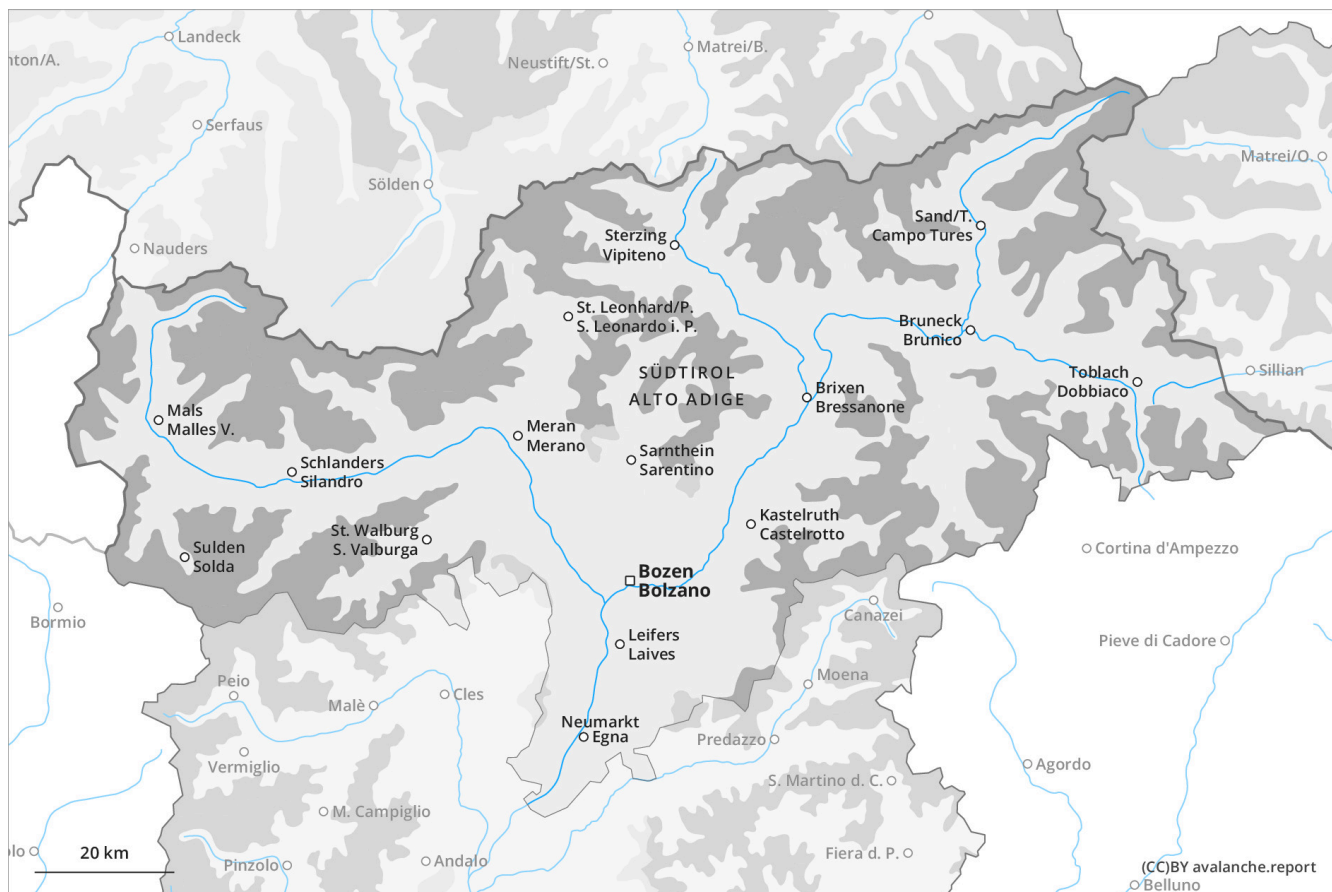 Landeck
nton/A.
Matrei/B.
Neustift/St.
Serfaus
Matrei/O.
Sölden
Sand/T.
Campo Tures
Sterzing
Vipiteno
Nauders
St. Leonhard/P.
S. Leonardo i. P.
Bruneck
Brunico
SÜDTIROL
ALTO ADIGE
Toblach
Dobbiaco
Sillian
Brixen
Bressanone
Mals
Malles V.
Meran
Merano
Sarnthein
Sarentino
Schlanders
Silandro
Kastelruth
Castelrotto
St. Walburg
S. Valburga
Sulden
Solda
Cortina d'Ampezzo
Bozen
Bolzano
Bormio
Canazei
Leifers
Laives
Pieve di Cadore
Peio
Moena
Malè
Cles
Neumarkt
Egna
Predazzo
Vermiglio
Agordo
S. Martino d. C.
M. Campiglio
olo
20 km
Pinzolo
Andalo
Fiera d. P.
(CC)BY avalanche.report
Belluno